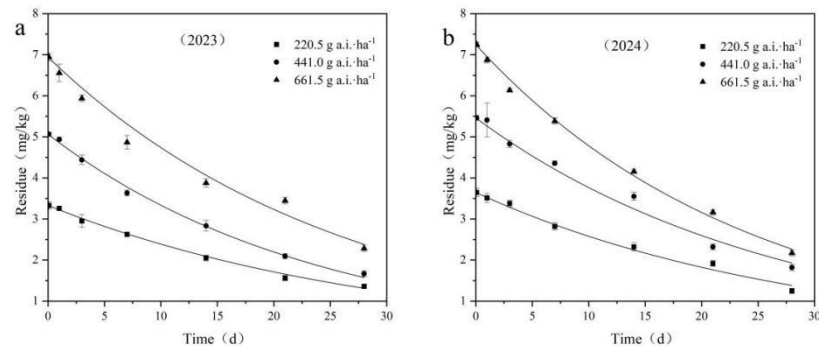 a
(2023)
220.5 g a.i.·ha⁻¹
441.0 g a.i.·ha⁻¹
661.5 g a.i.·ha⁻¹
8
7
6
5
4
3
2
1
Residue(mg/kg)
0 5 10 15 20 25 30
Time(d)
b
(2024)
220.5 g a.i.·ha⁻¹
441.0 g a.i.·ha⁻¹
661.5 g a.i.·ha⁻¹
8
7
6
5
4
3
2
1
Residue(mg/kg)
0 5 10 15 20 25 30
Time(d)